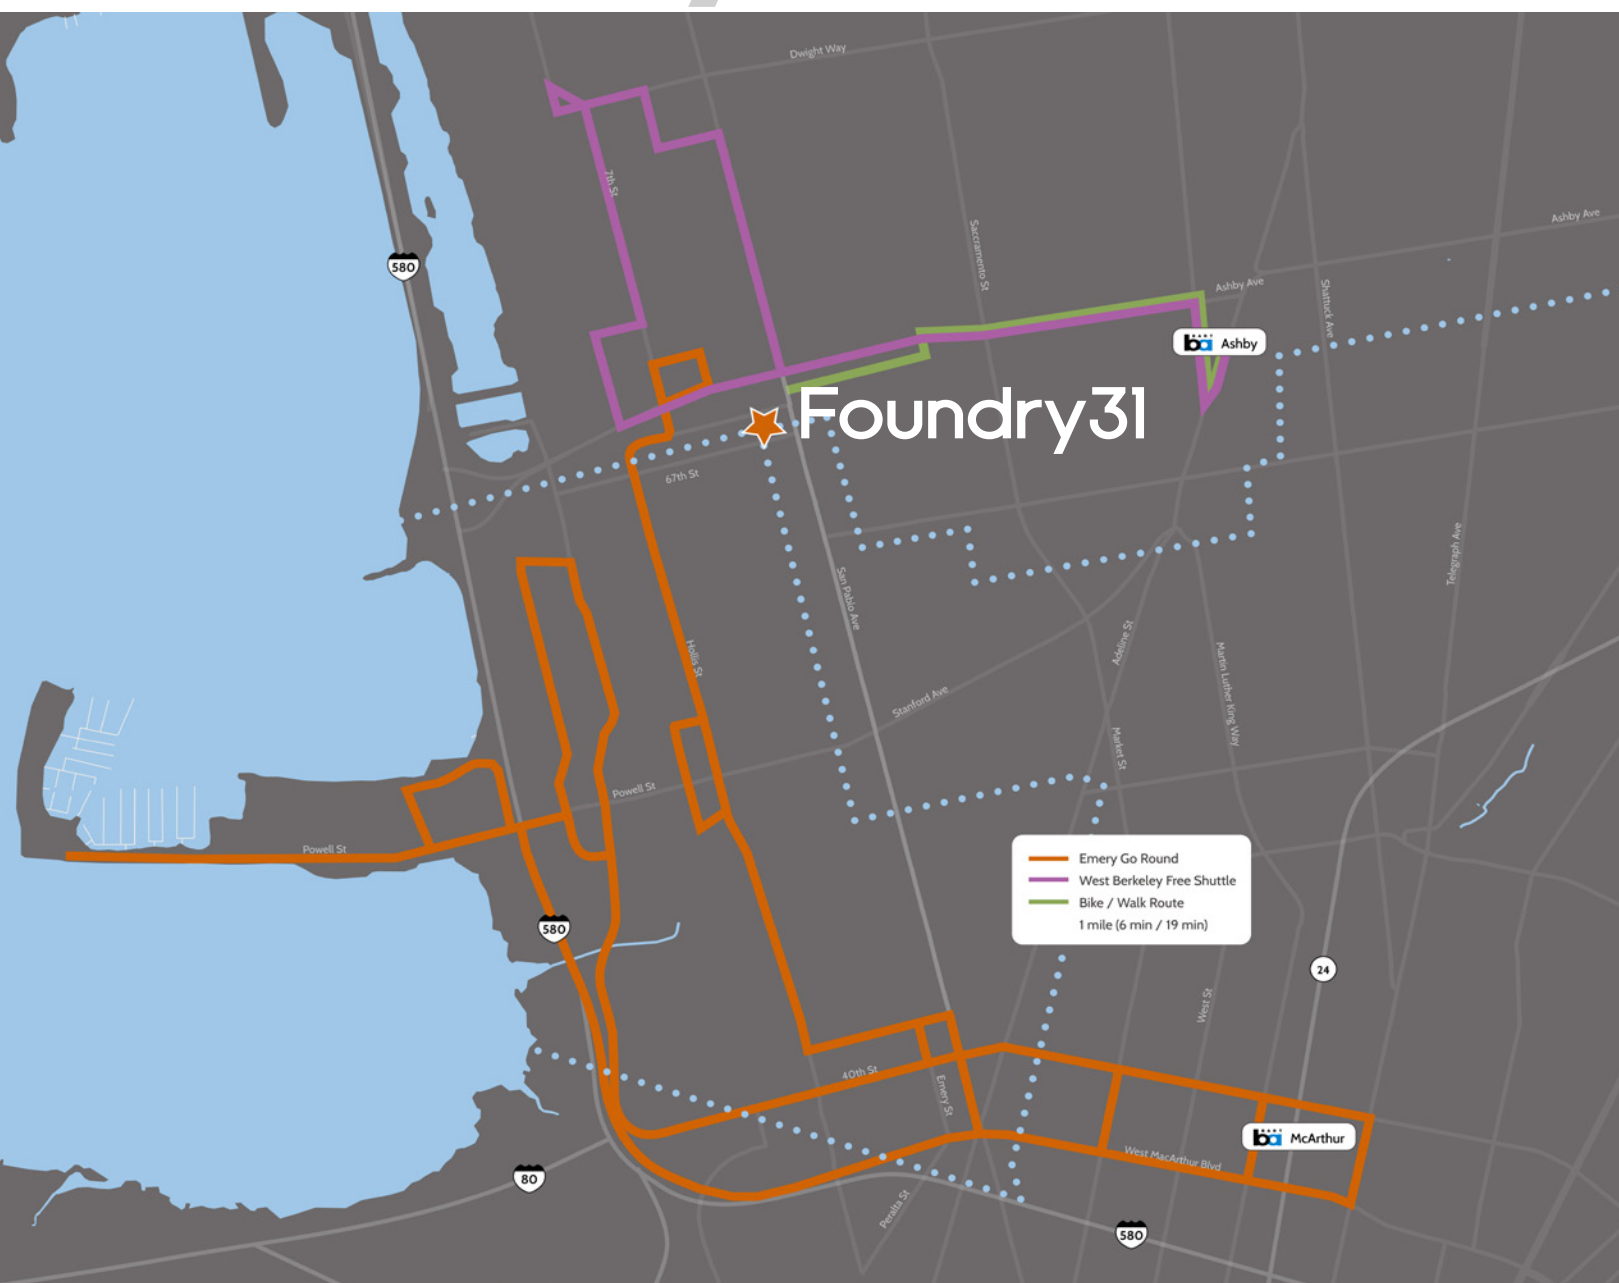 Dwight Way
7th St
Saccramento St
Ashby Ave
580
Ashby Ave
Shattuck Ave
ba Ashby
Foundry31
67th St
San Pablo Ave
Telegraph Ave
Hollis St
Adeline St
Martin Luther King Way
Stanford Ave
Market St
Powell St
Powell St
Emery Go Round
West Berkeley Free Shuttle
Bike / Walk Route
1 mile (6 min / 19 min)
580
24
West St
40th St
Emery St
ba McArthur
West MacArthur Blvd
80
Peralta St
580